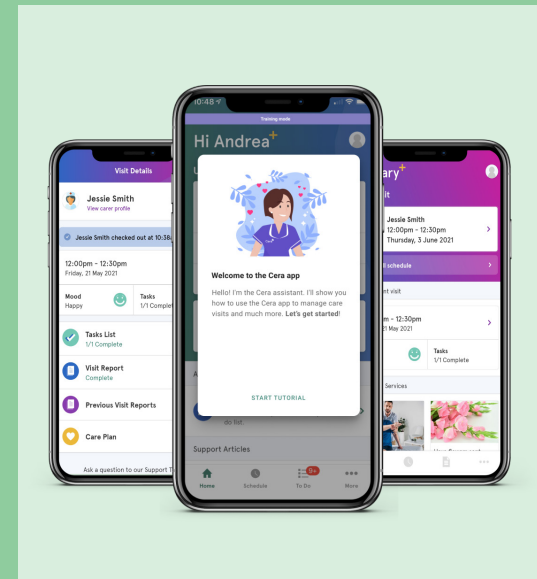 Visit Details
Jessie Smith
View carer profile
Jessie Smith checked out at 10:38
12:00pm - 12:30pm
Friday, 21 May 2021
Mood
Happy
Tasks
1/1
Tasks List
1/1 Complete
Visit Report
Complete
Previous Visit Reports
Care Plan
Ask a question to our Support
10:48
Training mode
Hi Andrea+
Welcome to the Cera app
Hello! I'm the Cera assistant. I'll show you
how to use the Cera app to manage care
visits and much more. Let's get started!
START TUTORIAL
do list.
Support Articles
Home
Schedule
9+
To Do
More
Jessie Smith
12:00pm - 12:30pm
Thursday, 3 June 2021
schedule
visit
- 12:30pm
May 2021
Tasks
1/1 Complete
Services